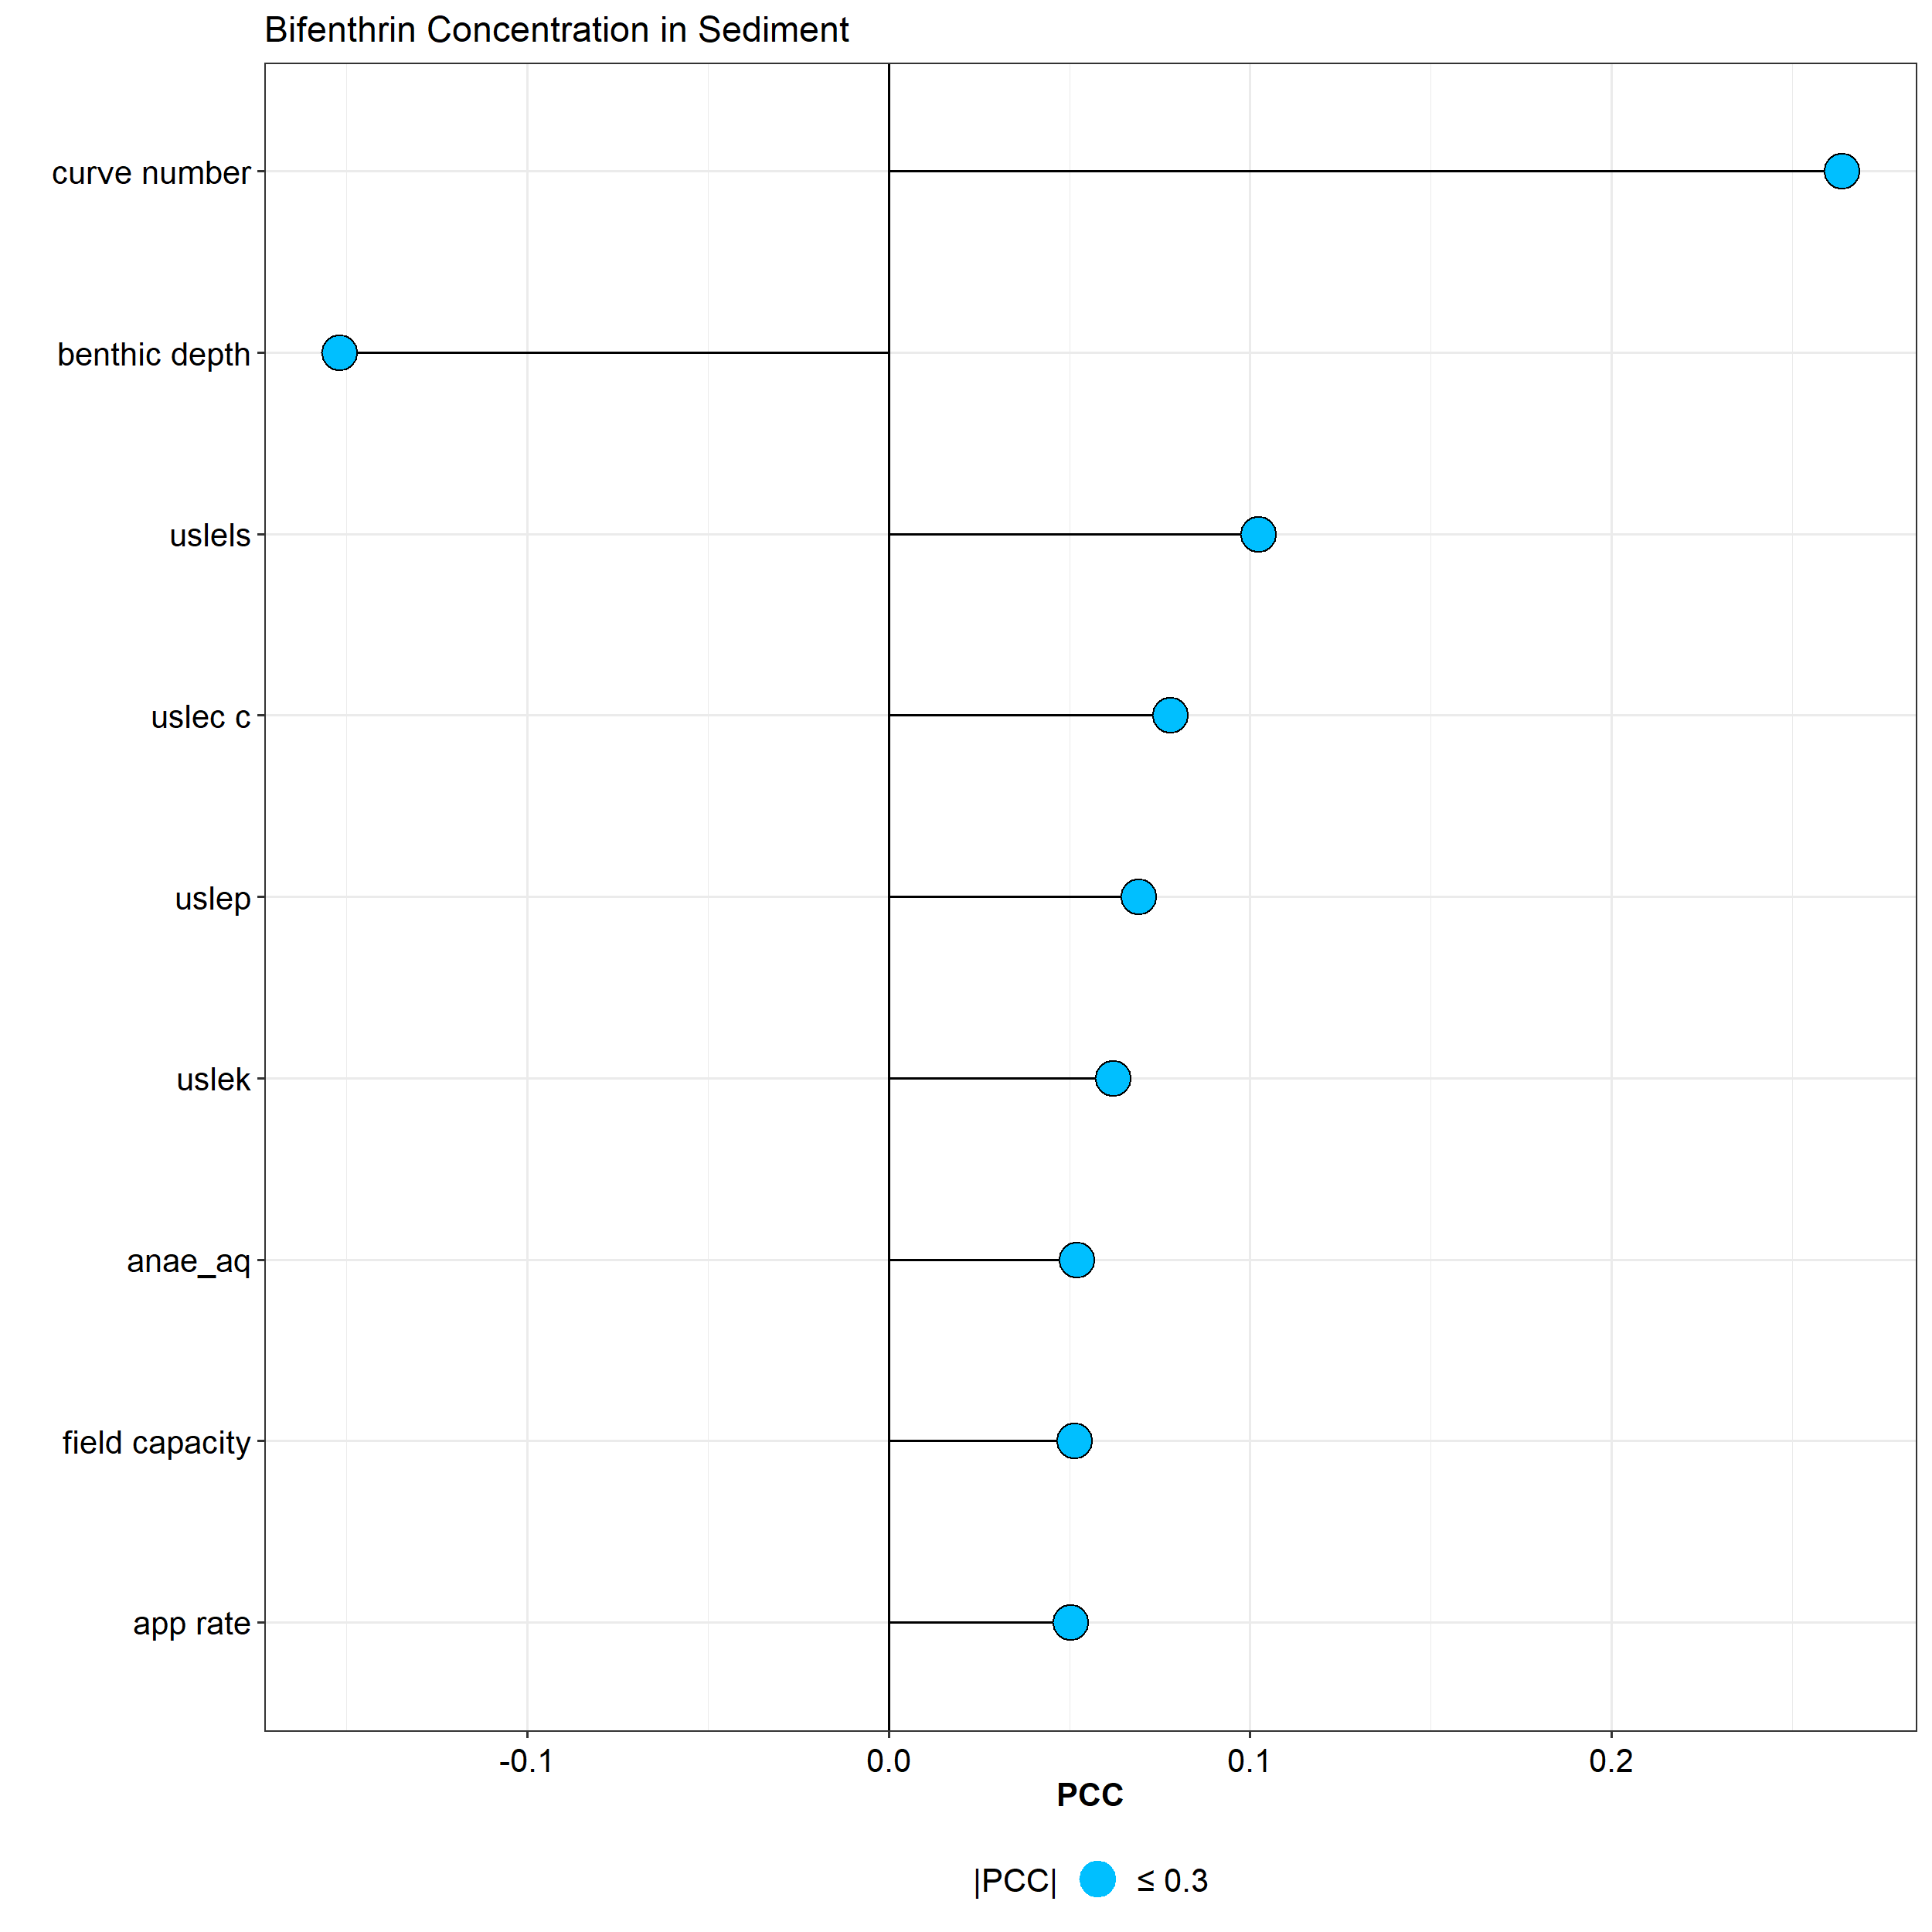 Bifenthrin Concentration in Sediment
curve number
benthic depth
uslels
uslec c
uslep
uslek
anae_aq
field capacity
app rate
-0.1 0.0 0.1 0.2
PCC
|PCC| ≤ 0.3